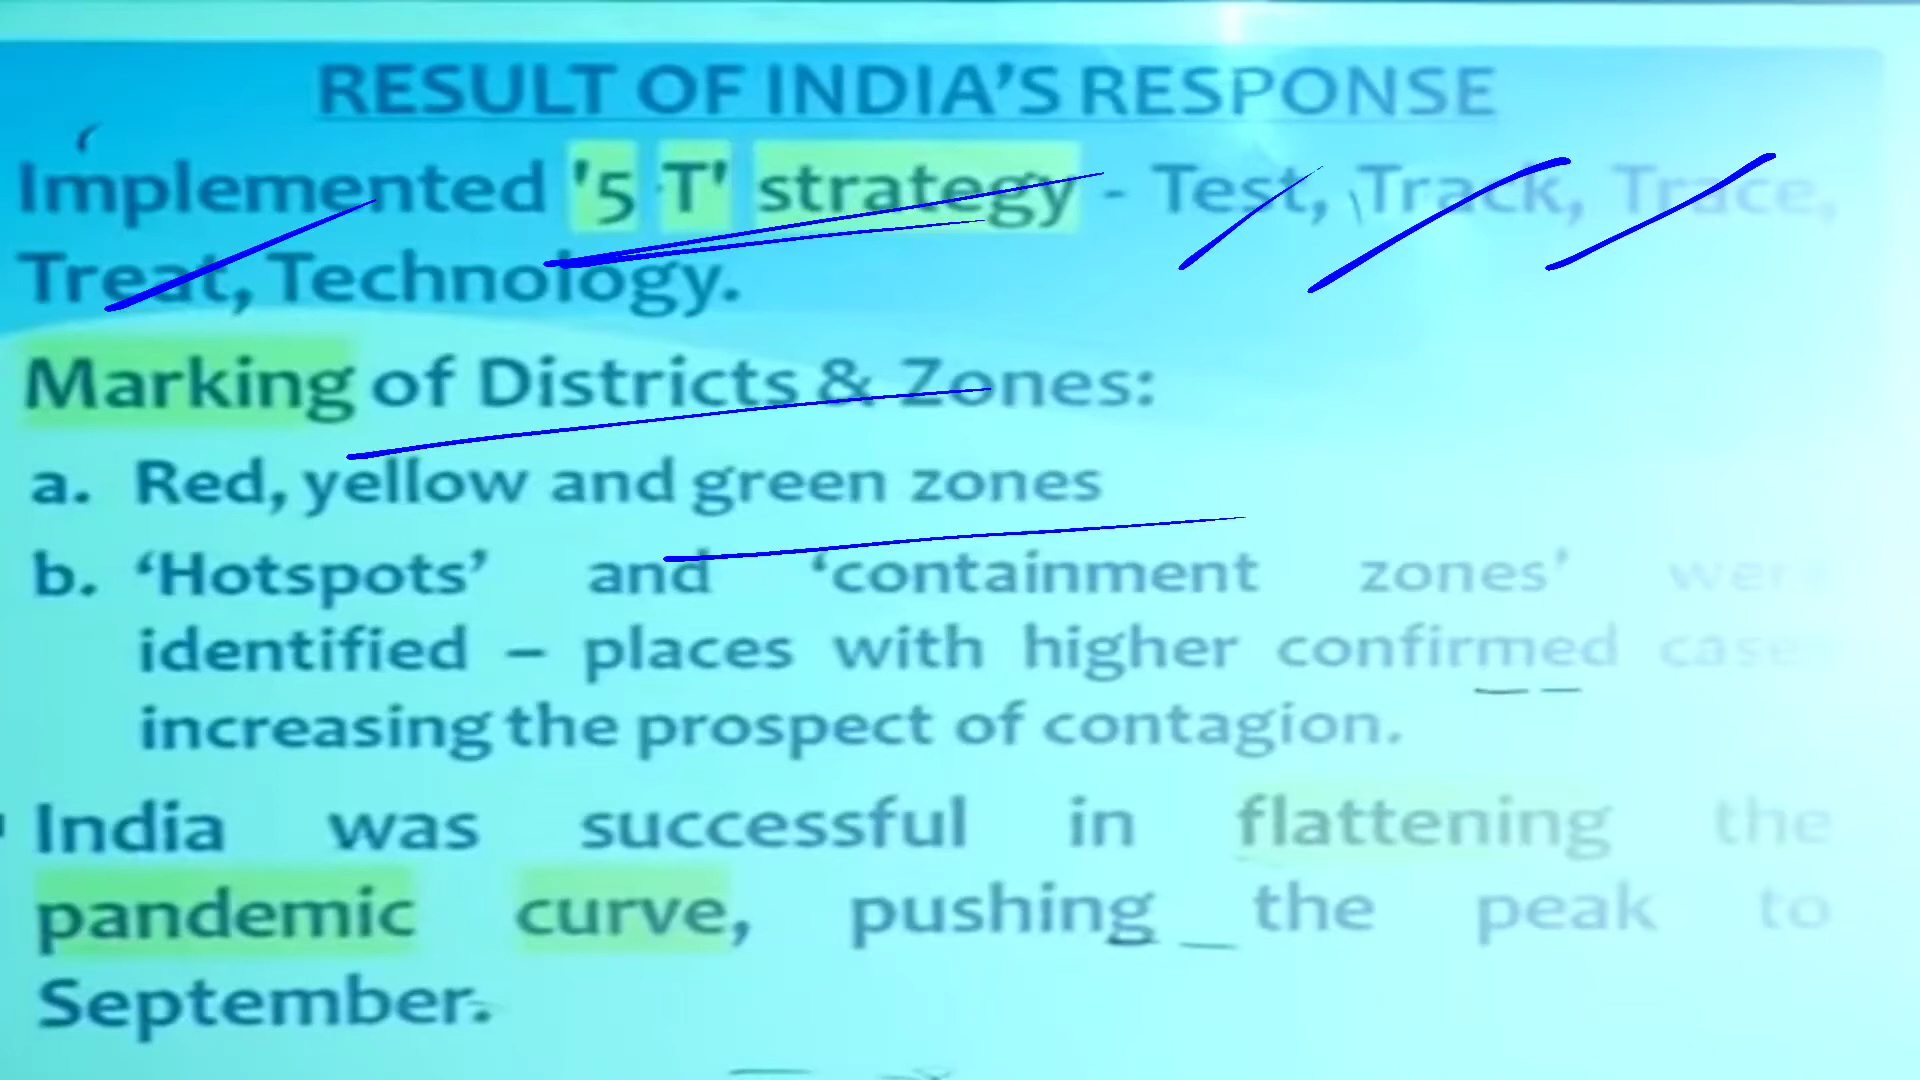 RESULT OF INDIA’S RESPONSE
Implemented '5 T' strategy - Test, Track, Trace,
Treat, Technology.
Marking of Districts & Zones:
a. Red, yellow and green zones
b. ‘Hotspots’ and ‘containment zones’ were
identified – places with higher confirmed cases
increasing the prospect of contagion.
India was successful in flattening the
pandemic curve, pushing the peak to
September.